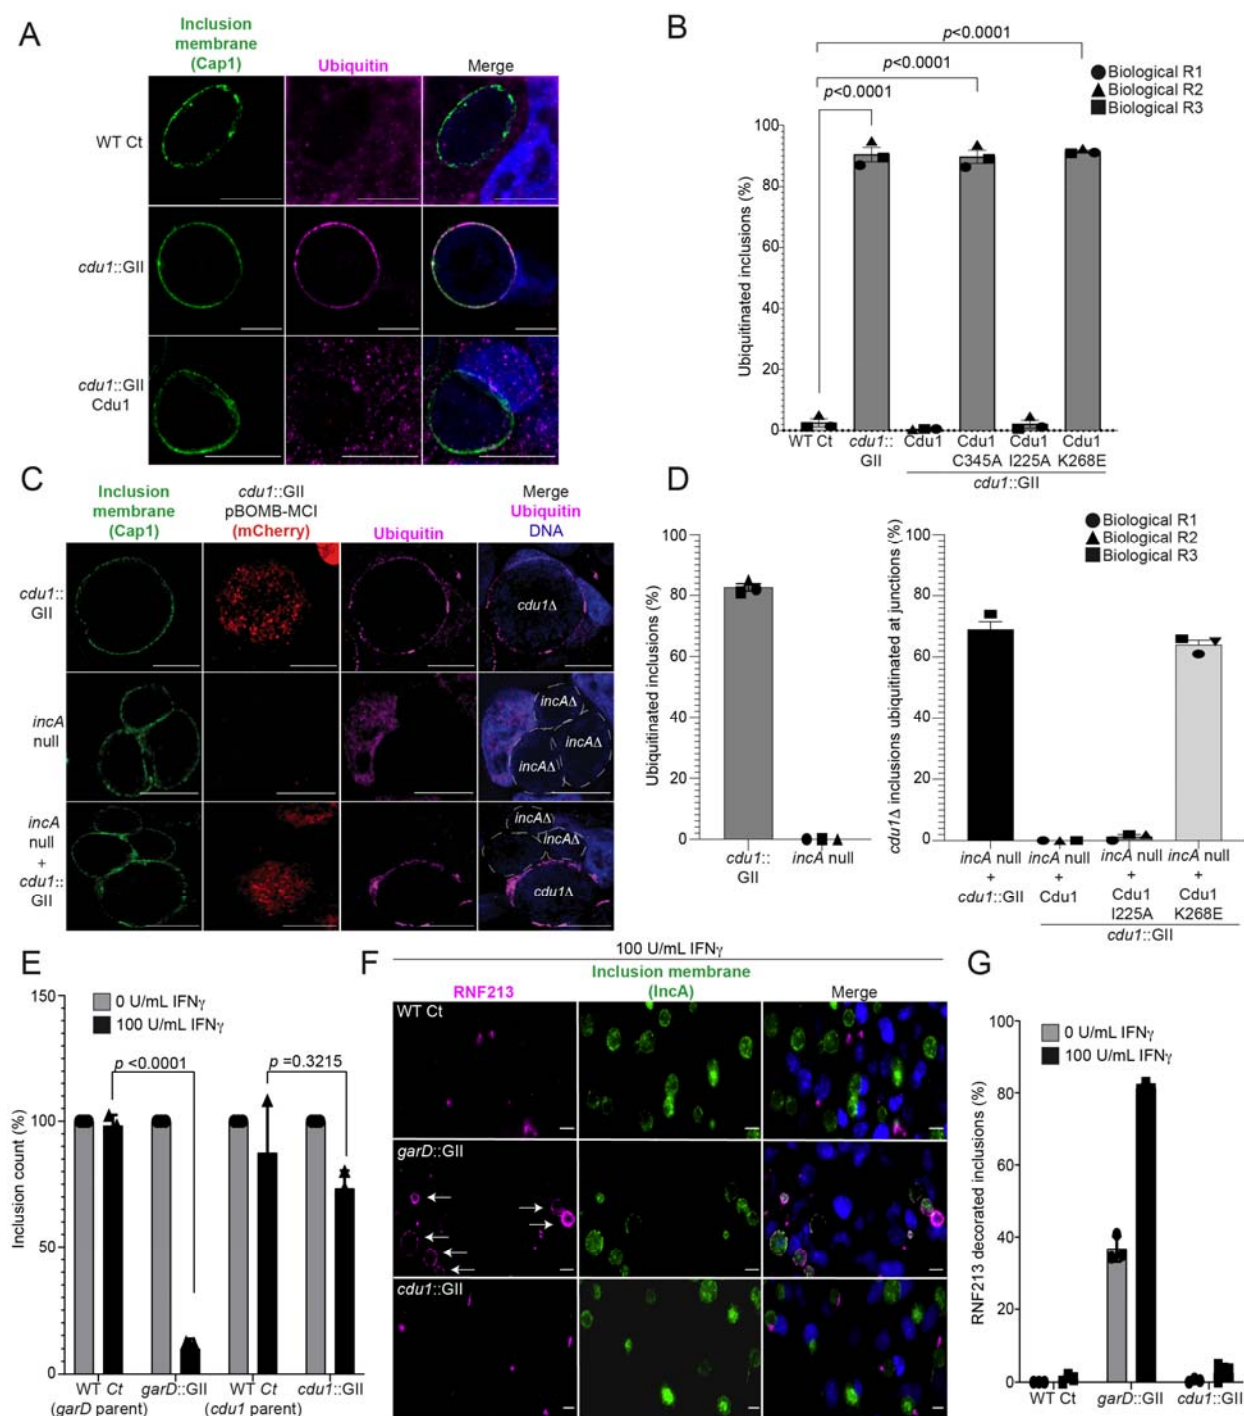 A
Inclusion
membrane
(Cap1)
Ubiquitin
Merge
WT Ct
cdu1::GII
cdu1::GII
Cdu1
B
p<0.0001
p<0.0001
p<0.0001
Biological R1
Biological R2
Biological R3
Ubiquitinated inclusions (%)
100
80
60
40
20
0
WT Ct
cdu1::
GII
Cdu1
Cdu1
C345A
Cdu1
I225A
Cdu1
K268E
cdu1::GII
C
Inclusion
membrane
(Cap1)
cdu1::GII
pBOMB-MCI
(mCherry)
Ubiquitin
Merge
Ubiquitin
DNA
cdu1::
GII
cdu1Δ
incA
null
incAΔ
incAΔ
incAΔ
incA
null
+
cdu1::
GII
incAΔ
incAΔ
cdu1Δ
D
Ubiquitinated inclusions (%)
100
80
60
40
20
0
cdu1::
GII
incA null
cdu1Δ inclusions ubiquitinated at junctions (%)
Biological R1
Biological R2
Biological R3
100
80
60
40
20
0
incA null
+
cdu1::GII
incA null
+
Cdu1
incA null
+
Cdu1
I225A
incA null
+
Cdu1
K268E
cdu1::GII
E
0 U/mL IFNγ
100 U/mL IFNγ
p <0.0001
p =0.3215
Inclusion count (%)
150
100
50
0
WT Ct
(garD parent)
garD::GII
WT Ct
(cdu1 parent)
cdu1::GII
F
100 U/mL IFNγ
RNF213
Inclusion membrane
(IncA)
Merge
WT Ct
garD::GII
cdu1::GII
G
0 U/mL IFNγ
100 U/mL IFNγ
RNF213 decorated inclusions (%)
80
60
40
20
0
WT Ct
garD::GII
cdu1::GII